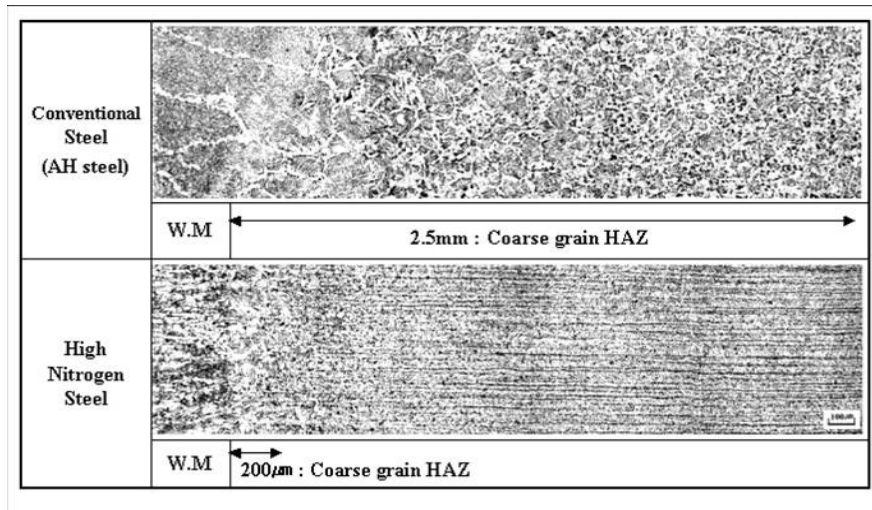 Conventional
Steel
(AH steel)
W.M
2.5mm : Coarse grain HAZ
High
Nitrogen
Steel
W.M
200μm : Coarse grain HAZ